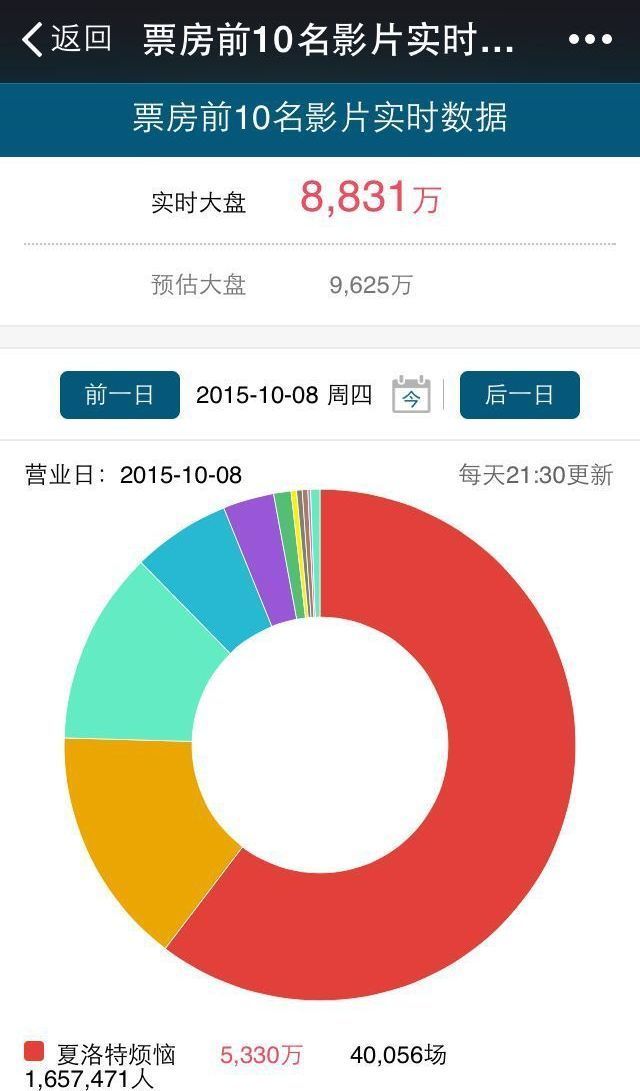 返回 票房前10名影片实时...
票房前10名影片实时数据
实时大盘 8,831万
预估大盘 9,625万
前一日 2015-10-08 周四 今 后一日
营业日：2015-10-08 每天21:30更新
夏洛特烦恼 5,330万 40,056场
1,657,471人